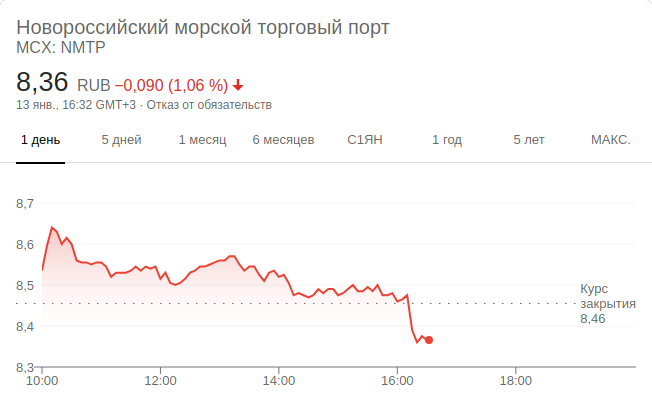 Новороссийский морской торговый порт
MCX: NMTP
8,36 RUB −0,090 (1,06 %)
13 янв., 16:32 GMT+3 · Отказ от обязательств
1 день 5 дней 1 месяц 6 месяцев С1ЯН 1 год 5 лет МАКС.
8,7
8,6
8,5
8,4
8,3
Курс
закрытия
8,46
10:00 12:00 14:00 16:00 18:00